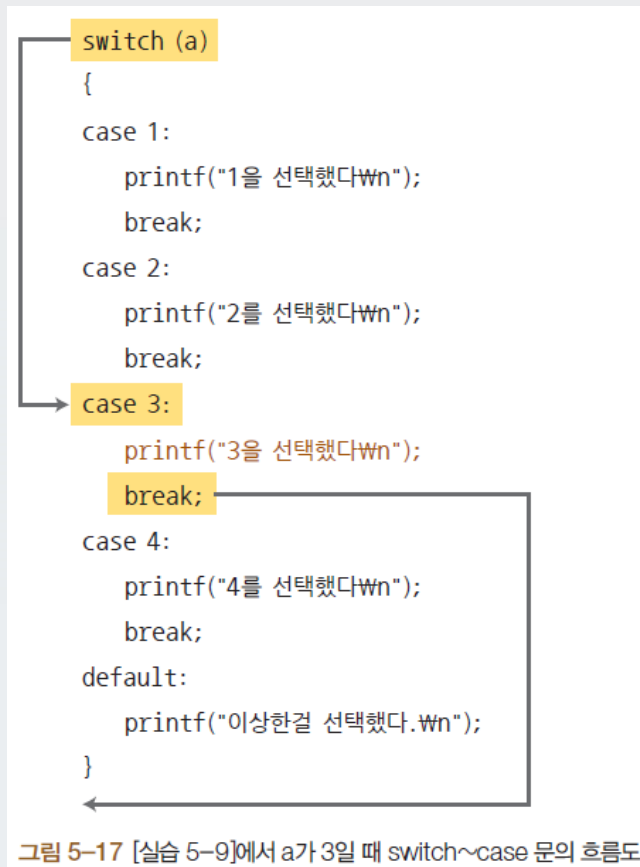 switch (a)
{
case 1:
printf("1을 선택했다₩n");
break;
case 2:
printf("2를 선택했다₩n");
break;
case 3:
printf("3을 선택했다₩n");
break;
case 4:
printf("4를 선택했다₩n");
break;
default:
printf("이상한걸 선택했다.₩n");
}
그림 5-17 [실습 5-9]에서 a가 3일 때 switch~case 문의 흐름도